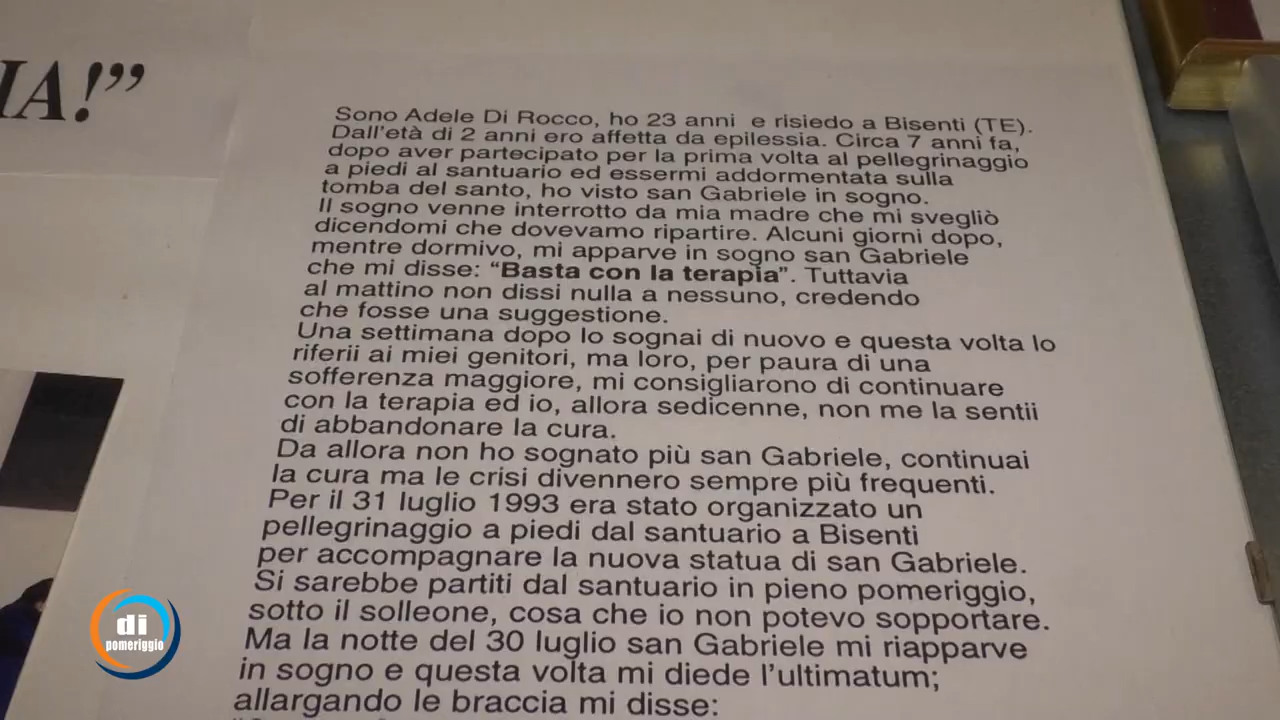 IA!”
Sono Adele Di Rocco, ho 23 anni e risiedo a Bisenti (TE).
Dall'età di 2 anni ero affetta da epilessia. Circa 7 anni fa,
dopo aver partecipato per la prima volta al pellegrinaggio
a piedi al santuario ed essermi addormentata sulla
tomba del santo, ho visto san Gabriele in sogno.
Il sogno venne interrotto da mia madre che mi svegliò
dicendomi che dovevamo ripartire. Alcuni giorni dopo,
mentre dormivo, mi apparve in sogno san Gabriele
che mi disse: “Basta con la terapia”. Tuttavia
al mattino non dissi nulla a nessuno, credendo
che fosse una suggestione.
Una settimana dopo lo sognai di nuovo e questa volta lo
riferii ai miei genitori, ma loro, per paura di una
sofferenza maggiore, mi consigliarono di continuare
con la terapia ed io, allora sedicenne, non me la sentii
di abbandonare la cura.
Da allora non ho sognato più san Gabriele, continuai
la cura ma le crisi divennero sempre più frequenti.
Per il 31 luglio 1993 era stato organizzato un
pellegrinaggio a piedi dal santuario a Bisenti
per accompagnare la nuova statua di san Gabriele.
Si sarebbe partiti dal santuario in pieno pomeriggio,
sotto il solleone, cosa che io non potevo sopportare.
Ma la notte del 30 luglio san Gabriele mi riapparve
in sogno e questa volta mi diede l'ultimatum;
allargando le braccia mi disse:
di
pomeriggio